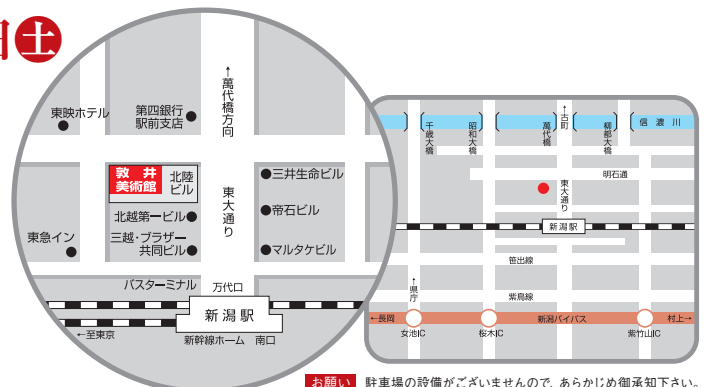 土
↑萬代橋方向
東映ホテル
第四銀行
駅前支店
敦井
美術館
北陸
ビル
三井生命ビル
東大通り
北越第一ビル
帝石ビル
東急イン
三越・ブラザー
共同ビル
マルタケビル
バスターミナル
万代口
新潟駅
←至東京
新幹線ホーム 南口
↑古町
千歳大橋
昭和大橋
萬代橋
柳都大橋
信濃川
明石通
東大通り
新潟駅
笹出線
↑県庁
紫鳥線
←長岡
新潟バイパス
村上→
女池IC
桜木IC
紫竹山IC
お願い 駐車場の設備がございませんので、あらかじめ御承知下さい。